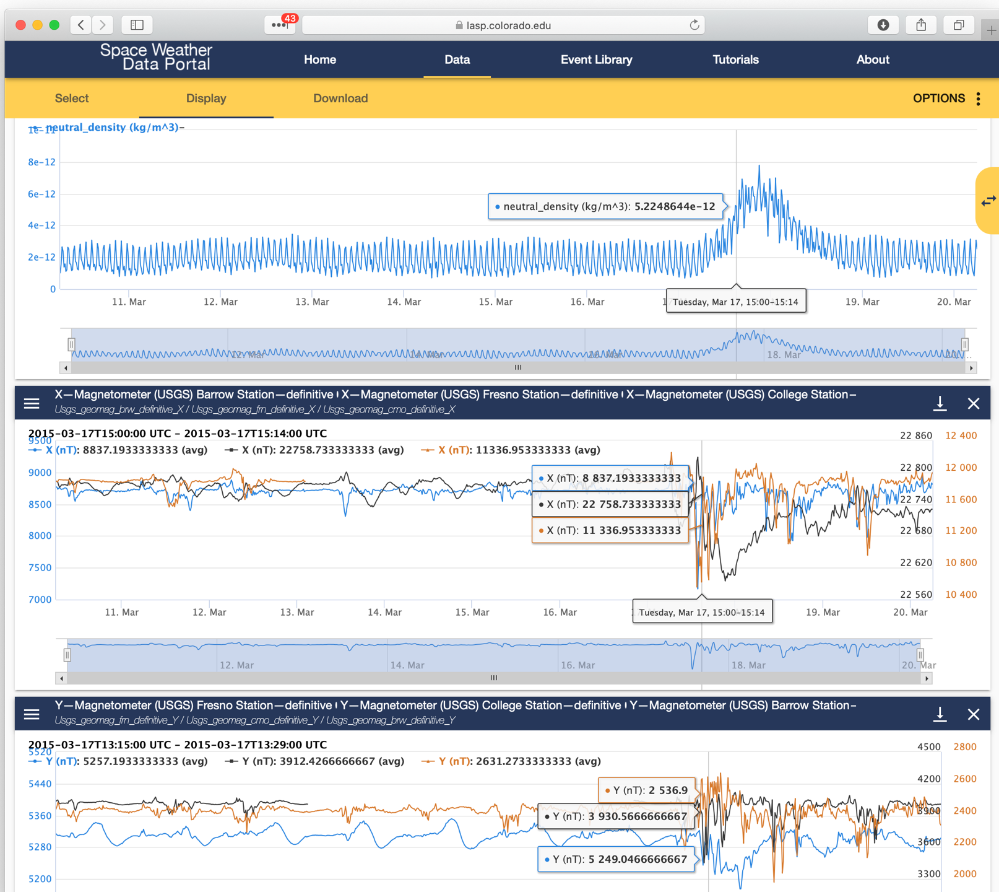 43
lasp.colorado.edu
Space Weather
Data Portal
Home
Data
Event Library
Tutorials
About
Select
Display
Download
OPTIONS
neutral_density (kg/m^3)–
1e-11
8e-12
6e-12
4e-12
2e-12
0
neutral_density (kg/m^3): 5.2248644e-12
11. Mar
12. Mar
13. Mar
14. Mar
15. Mar
16. Mar
Tuesday, Mar 17, 15:00-15:14
19. Mar
20. Mar
12. Mar
14. Mar
16. Mar
18. Mar
20. ...
X—Magnetometer (USGS) Barrow Station—definitive | X—Magnetometer (USGS) Fresno Station—definitive | X—Magnetometer (USGS) College Station–
Usgs_geomag_brw_definitive_X / Usgs_geomag_frn_definitive_X / Usgs_geomag_cmo_definitive_X
2015-03-17T15:00:00 UTC - 2015-03-17T15:14:00 UTC
X (nT): 8837.1933333333 (avg) X (nT): 22758.733333333 (avg) X (nT): 11336.953333333 (avg)
9500
9000
8500
8000
7500
7000
22 860
22 800
22 740
22 680
22 620
22 560
12 400
12 000
11 600
11 200
10 800
10 400
X (nT): 8 837.1933333333
X (nT): 22 758.733333333
X (nT): 11 336.953333333
11. Mar
12. Mar
13. Mar
14. Mar
15. Mar
16. Mar
Tuesday, Mar 17, 15:00-15:14
19. Mar
20. Mar
12. Mar
14. Mar
16. Mar
18. Mar
20. Mar
Y—Magnetometer (USGS) Fresno Station—definitive | Y—Magnetometer (USGS) College Station—definitive | Y—Magnetometer (USGS) Barrow Station–
Usgs_geomag_frn_definitive_Y / Usgs_geomag_cmo_definitive_Y / Usgs_geomag_brw_definitive_Y
2015-03-17T13:15:00 UTC - 2015-03-17T13:29:00 UTC
Y (nT): 5257.1933333333 (avg) Y (nT): 3912.4266666667 (avg) Y (nT): 2631.2733333333 (avg)
5520
5440
5360
5280
5200
4500
4200
3900
3600
3300
2800
2600
2400
2200
2000
Y (nT): 2 536.9
Y (nT): 3 930.5666666667
Y (nT): 5 249.0466666667